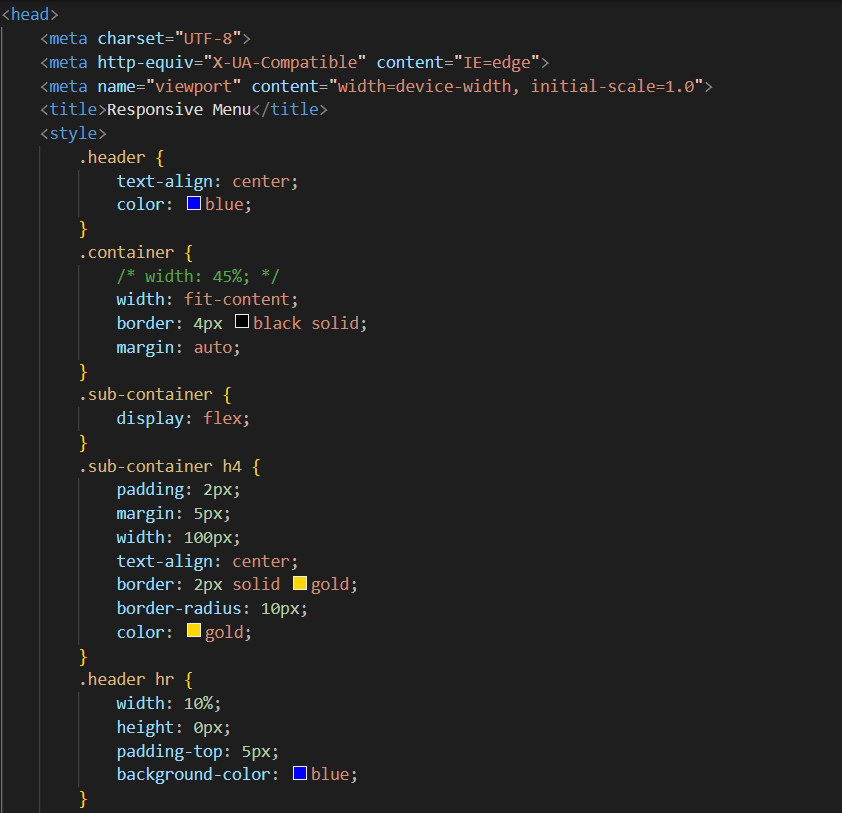 <head>
<meta charset="UTF-8">
<meta http-equiv="X-UA-Compatible" content="IE=edge">
<meta name="viewport" content="width=device-width, initial-scale=1.0">
<title>Responsive Menu</title>
<style>
.header {
text-align: center;
color: blue;
}
.container {
/* width: 45%; */
width: fit-content;
border: 4px black solid;
margin: auto;
}
.sub-container {
display: flex;
}
.sub-container h4 {
padding: 2px;
margin: 5px;
width: 100px;
text-align: center;
border: 2px solid gold;
border-radius: 10px;
color: gold;
}
.header hr {
width: 10%;
height: 0px;
padding-top: 5px;
background-color: blue;
}